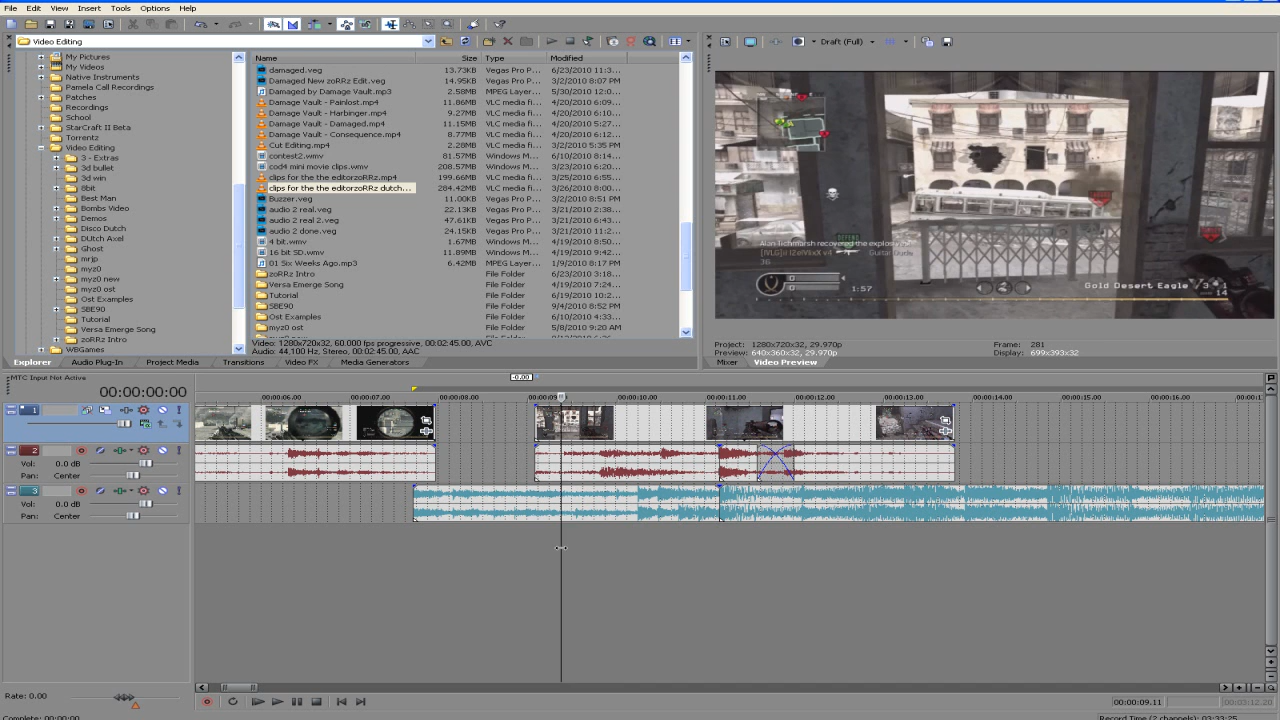 File Edit View Insert Tools Options Help
Video Editing
My Pictures
My Videos
Native Instruments
Pamela Call Recordings
Patches
Recordings
School
StarCraft II Beta
Torrentz
Video Editing
3 - Extras
3d bullet
3d win
8bit
Best Man
Bombs Video
Demos
Disco Dutch
DUtch Axel
Ghost
mrjp
myz0
myz0 new
myz0 ost
Ost Examples
SBE90
Tutorial
Versa Emerge Song
zoRRz Intro
WBGames
Name Size Type Modified
damaged.veg 13.73KB Vegas Pro P... 6/23/2010 11:3...
Damaged New zoRRz Edit.veg 14.95KB Vegas Pro P... 3/2/2010 8:07 PM
Damaged by Damage Vault.mp3 2.58MB MPEG Layer... 5/30/2010 12:0...
Damage Vault - Painlost.mp4 11.86MB VLC media fi... 4/20/2010 6:09...
Damage Vault - Harbinger.mp4 9.27MB VLC media fi... 4/20/2010 6:40...
Damage Vault - Damaged.mp4 11.15MB VLC media fi... 4/20/2010 5:27...
Damage Vault - Consequence.mp4 8.77MB VLC media fi... 4/20/2010 6:12...
Cut Editing.mp4 2.28MB VLC media fi... 3/2/2010 5:35 PM
contest2.wmv 81.57MB Windows M... 6/10/2010 8:14...
cod4 mini movie clips.wmv 208.57MB Windows M... 3/23/2010 6:20...
clips for the the editorzoRRz.mp4 199.66MB VLC media fi... 3/25/2010 6:55...
clips for the the editorzoRRz dutch... 284.42MB VLC media fi... 3/26/2010 8:00...
Buzzer.veg 11.00KB Vegas Pro P... 3/2/2010 8:51 PM
audio 2 real.veg 22.13KB Vegas Pro P... 3/21/2010 2:38...
audio 2 real 2.veg 47.61KB Vegas Pro P... 3/21/2010 6:43...
audio 2 done.veg 24.15KB Vegas Pro P... 3/21/2010 11:2...
4 bit.wmv 1.67MB Windows M... 4/19/2010 8:50...
16 bit SD.wmv 11.89MB Windows M... 4/19/2010 9:42...
01 Six Weeks Ago.mp3 6.42MB MPEG Layer... 1/9/2010 8:17 PM
zoRRz Intro File Folder 6/23/2010 3:18...
Versa Emerge Song File Folder 3/24/2010 7:24...
Tutorial File Folder 6/19/2010 10:2...
SBE90 File Folder 9/4/2010 8:52 PM
Ost Examples File Folder 6/10/2010 4:33...
myz0 ost File Folder 5/8/2010 9:20 AM
Video: 1280x720x32, 60.000 fps progressive, 00:02:45.00, AVC
Audio: 44,100 Hz, Stereo, 00:02:45.00, AAC
Explorer Audio Plug-In Project Media Transitions Video FX Media Generators
Draft (Full)
DEFEND
Alan Tichmarsh recovered the explosives
Guitar Dude
J6
1:57
Gold Desert Eagle
14
Project: 1280x720x32, 29.970p Frame: 281
Preview: 640x360x32, 29.970p Display: 699x393x32
Mixer Video Preview
MTC Input Not Active
00:00:00:00
-0.00
00:00:06.00 00:00:07.00 00:00:08.00 00:00:09.00 00:00:10.00 00:00:11.00 00:00:12.00 00:00:13.00 00:00:14.00 00:00:15.00 00:00:16.00
1
2
Vol: 0.0 dB
Pan: Center
3
Vol: 0.0 dB
Pan: Center
Rate: 0.00
00:00:09.11 00:03:12.20
Complete: 00:00:00 Record Time (2 channels): 03:33:25